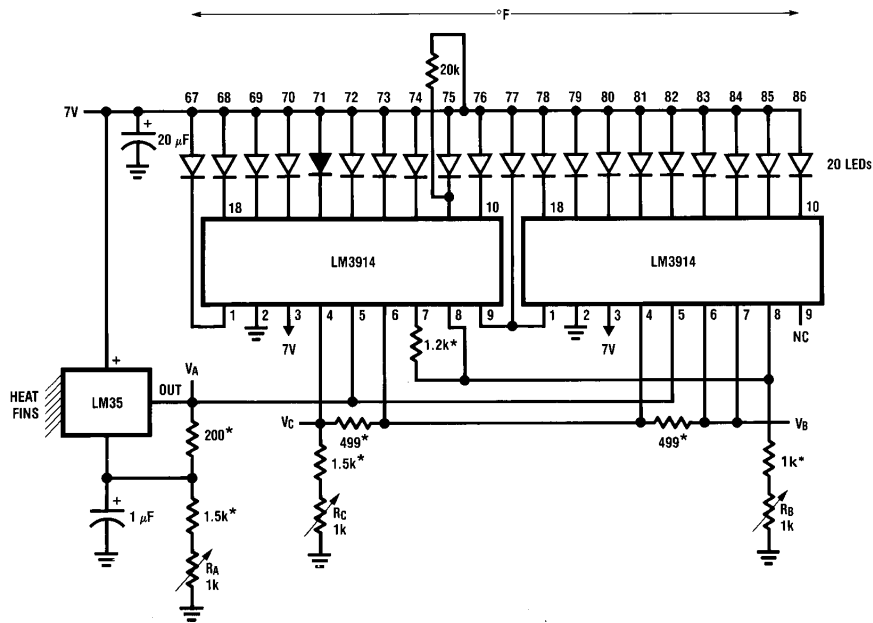 °F
20k
67 68 69 70 71 72 73 74 75 76 77 78 79 80 81 82 83 84 85 86
7V
+
20 μF
20 LEDs
18 10 18 10
LM3914 LM3914
1 2 3 4 5 6 7 8 9 1 2 3 4 5 6 7 8 9
7V 1.2k* 7V NC
+
HEAT FINS
LM35
OUT
VA
VC
499*
499*
VB
200*
1.5k*
1k*
+
1 μF
1.5k*
RC
1k
RB
1k
RA
1k